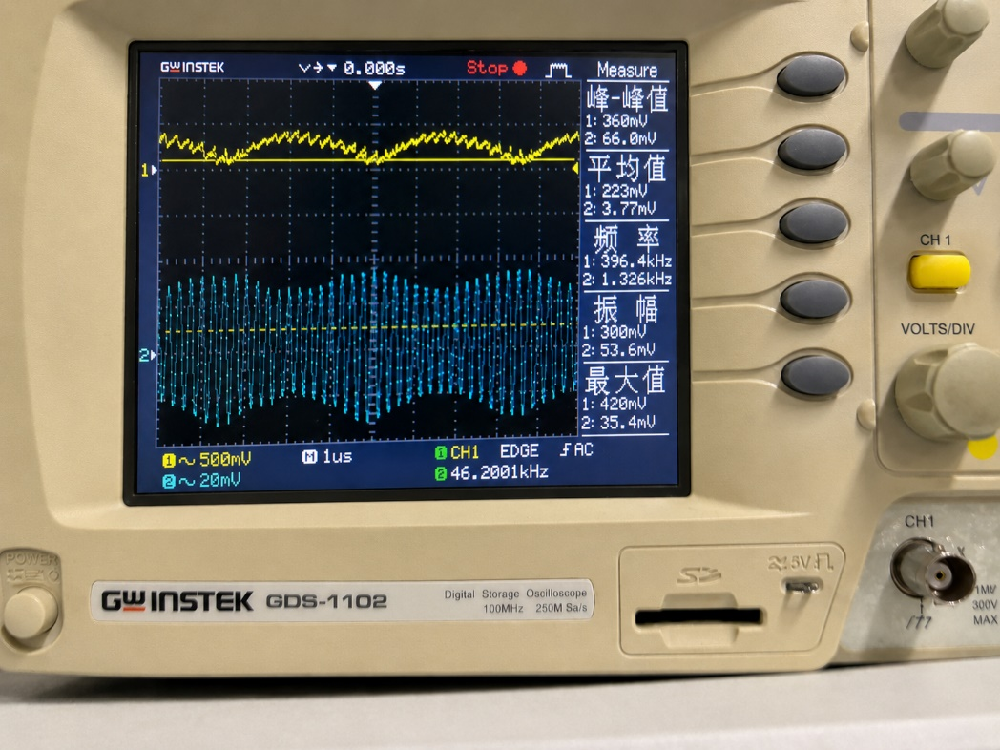 GW INSTEK 0.000s Stop Measure
峰-峰值
1: 360mV
2: 66.0mV
平均值
1: 223mV
2: 3.77mV
频 率
1: 396.4kHz
2: 1.326kHz
振 幅
1: 300mV
2: 53.6mV
最大值
1: 420mV
2: 35.4mV
1
2
1 ~ 500mV M 1us 1 CH1 EDGE AC
2 ~ 20mV 2 46.2001kHz
CH 1
VOLTS/DIV
CH1
1MΩ
300V
MAX
POWER
GW INSTEK GDS-1102
Digital Storage Oscilloscope
100MHz 250M Sa/s
SD
≈5V